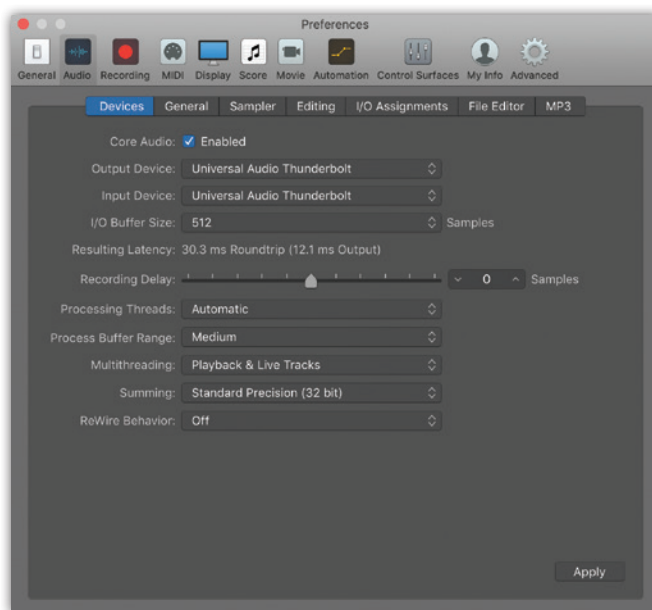 Preferences
General Audio Recording MIDI Display Score Movie Automation Control Surfaces My Info Advanced
Devices General Sampler Editing I/O Assignments File Editor MP3
Core Audio: Enabled
Output Device: Universal Audio Thunderbolt
Input Device: Universal Audio Thunderbolt
I/O Buffer Size: 512 Samples
Resulting Latency: 30.3 ms Roundtrip (12.1 ms Output)
Recording Delay: 0 Samples
Processing Threads: Automatic
Process Buffer Range: Medium
Multithreading: Playback & Live Tracks
Summing: Standard Precision (32 bit)
ReWire Behavior: Off
Apply